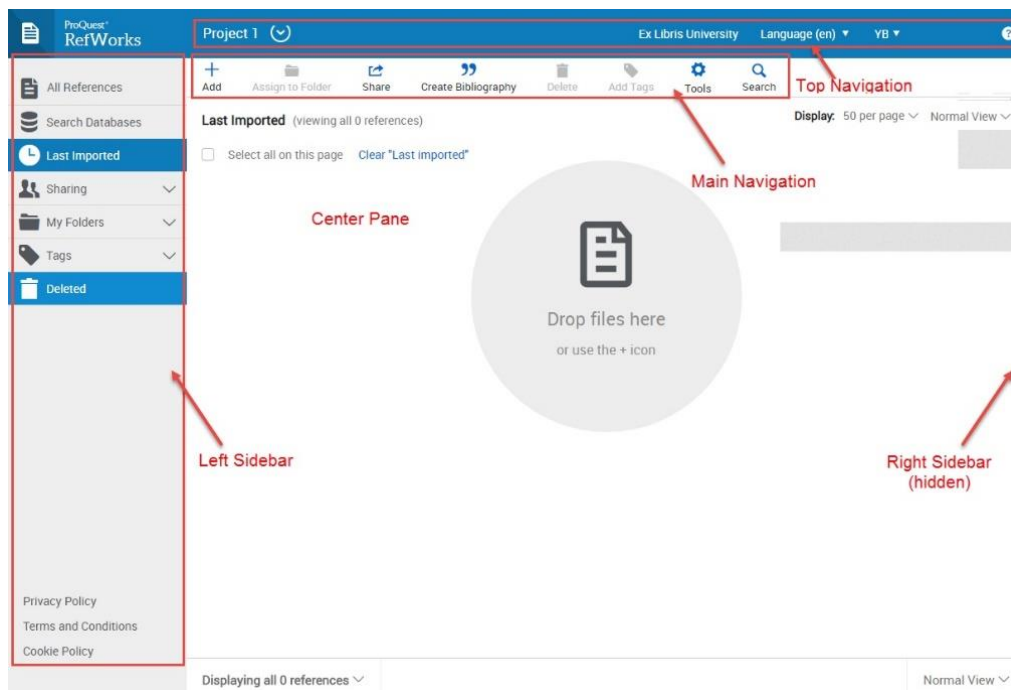 ProQuest
RefWorks
Project 1
Ex Libris University
Language (en)
YB
?
Add
Assign to Folder
Share
Create Bibliography
Delete
Add Tags
Tools
Search
Top Navigation
All References
Search Databases
Last Imported
Sharing
My Folders
Tags
Deleted
Last Imported (viewing all 0 references)
Display: 50 per page
Normal View
Select all on this page
Clear "Last imported"
Main Navigation
Center Pane
Drop files here
or use the + icon
Left Sidebar
Right Sidebar
(hidden)
Privacy Policy
Terms and Conditions
Cookie Policy
Displaying all 0 references
Normal View